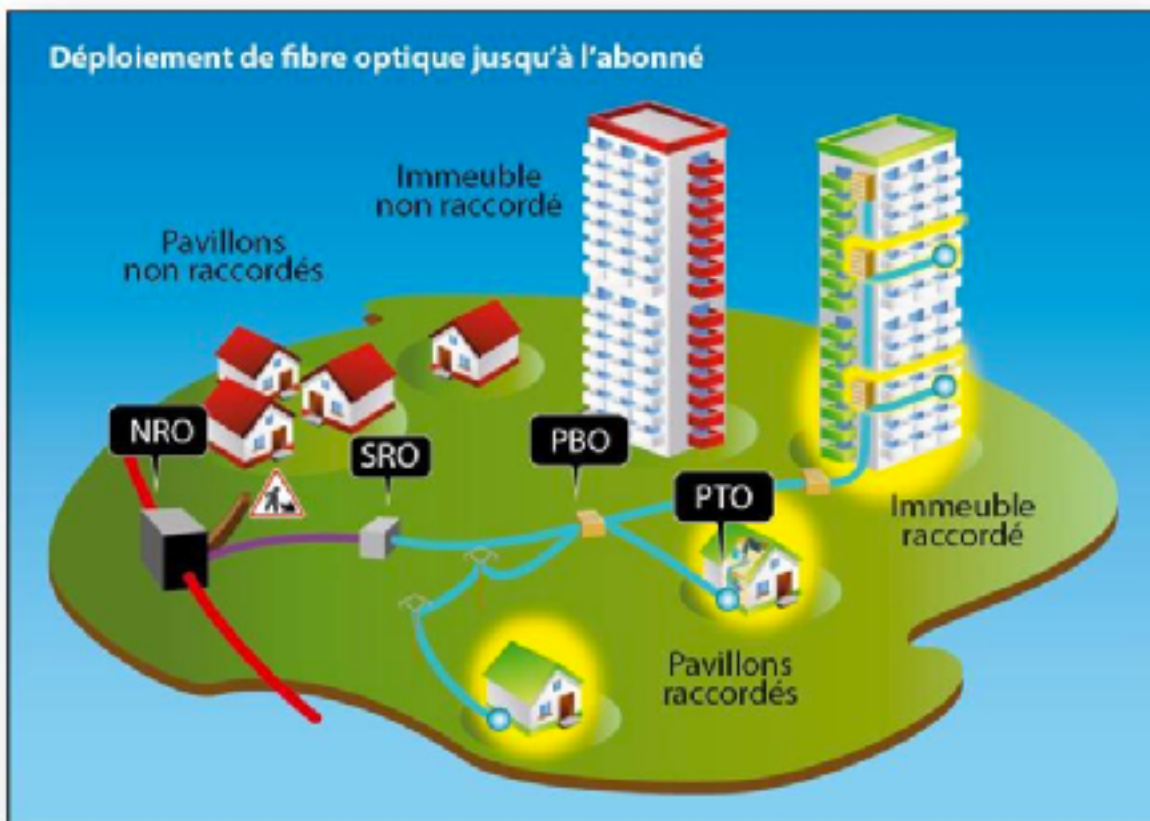 Déploiement de fibre optique jusqu'à l'abonné
Immeuble
non raccordé
Pavillons
non raccordés
NRO
SRO
PBO
PTO
Immeuble
raccordé
Pavillons
raccordés